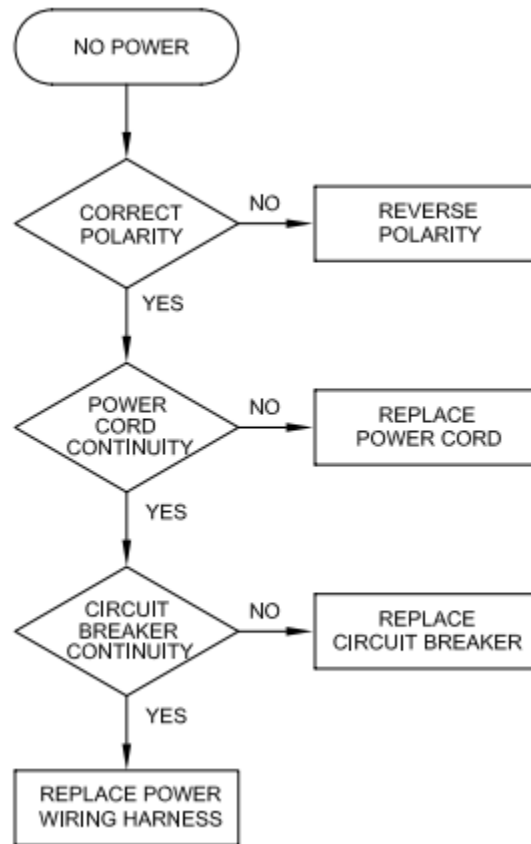 NO POWER
CORRECT
POLARITY
NO
REVERSE
POLARITY
YES
POWER
CORD
CONTINUITY
NO
REPLACE
POWER CORD
YES
CIRCUIT
BREAKER
CONTINUITY
NO
REPLACE
CIRCUIT BREAKER
YES
REPLACE POWER
WIRING HARNESS